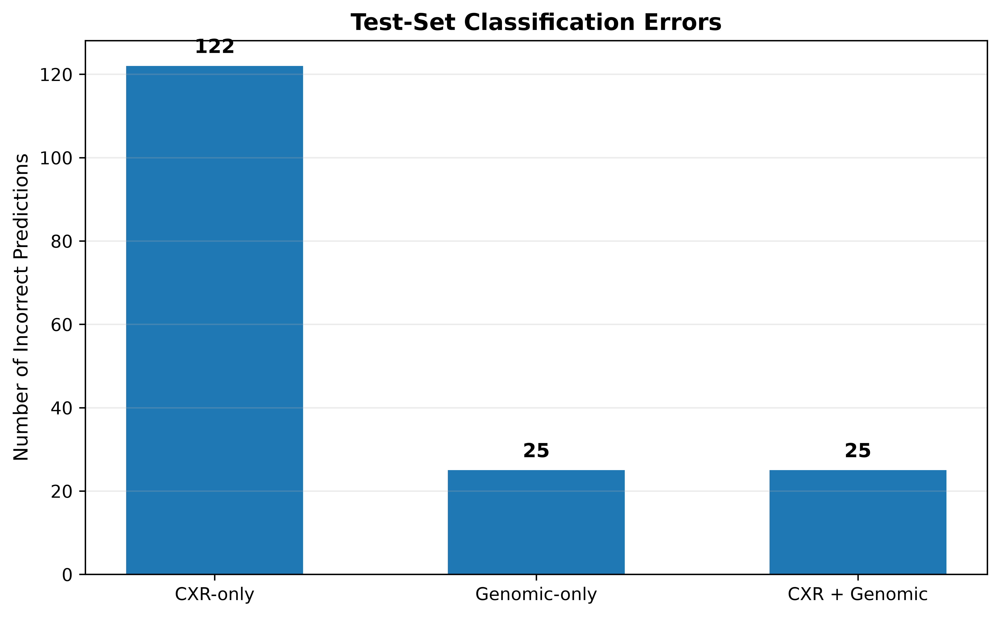 Test-Set Classification Errors
122
120
100
80
60
40
20
0
Number of Incorrect Predictions
25
25
CXR-only
Genomic-only
CXR + Genomic